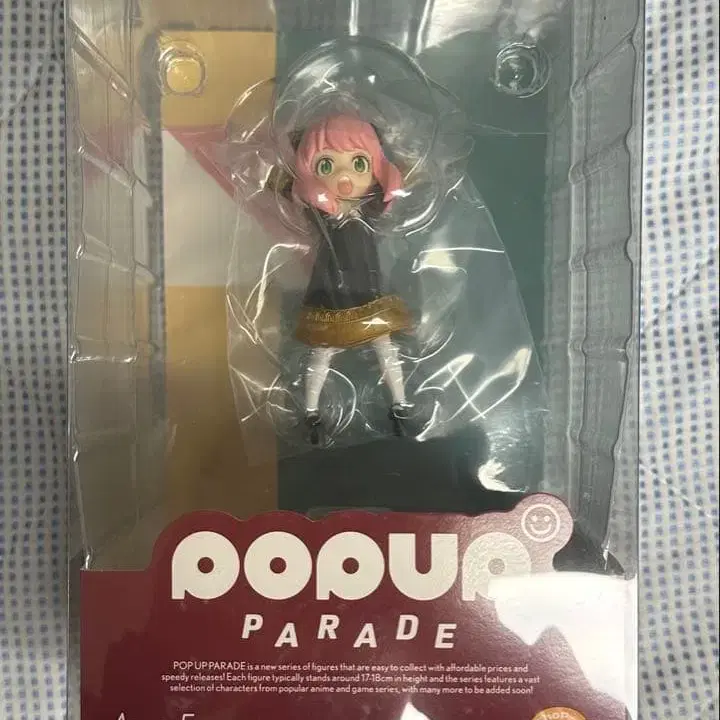 POPUP
PARADE
POP UP PARADE is a new series of figures that are easy to collect with affordable prices and
speedy releases! Each figure typically stands around 17-18cm in height and the series features a vast
selection of characters from popular anime and game series, with many more to be added soon!